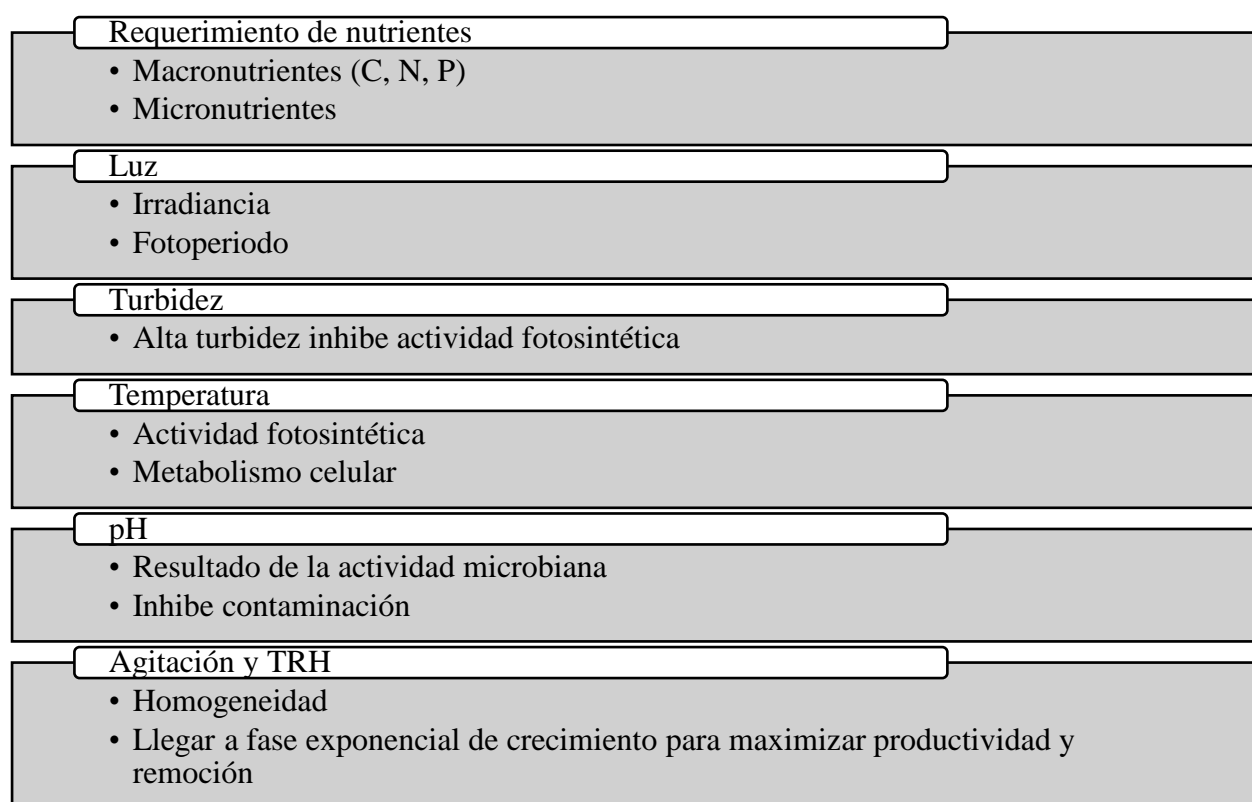 Requerimiento de nutrientes
• Macronutrientes (C, N, P)
• Micronutrientes
Luz
• Irradiancia
• Fotoperiodo
Turbidez
• Alta turbidez inhibe actividad fotosintética
Temperatura
• Actividad fotosintética
• Metabolismo celular
pH
• Resultado de la actividad microbiana
• Inhibe contaminación
Agitación y TRH
• Homogeneidad
• Llegar a fase exponencial de crecimiento para maximizar productividad y
remoción